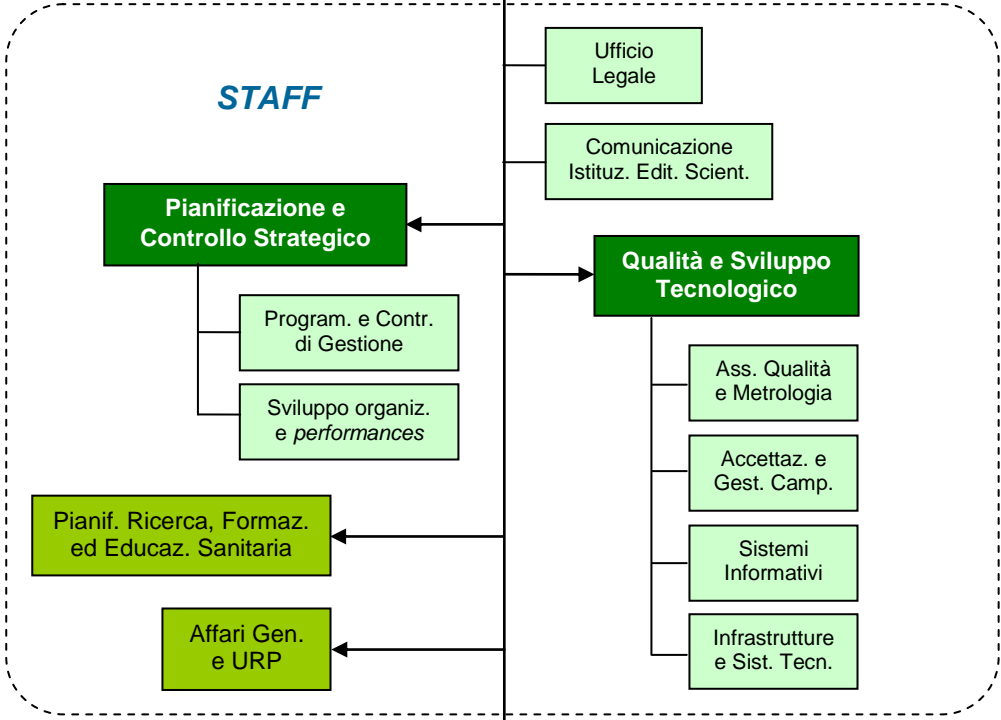 STAFF
Ufficio
Legale
Comunicazione
Istituz. Edit. Scient.
Pianificazione e
Controllo Strategico
Program. e Contr.
di Gestione
Sviluppo organiz.
e performances
Qualità e Sviluppo
Tecnologico
Ass. Qualità
e Metrologia
Accettaz. e
Gest. Camp.
Sistemi
Informativi
Infrastrutture
e Sist. Tecn.
Pianif. Ricerca, Formaz.
ed Educaz. Sanitaria
Affari Gen.
e URP